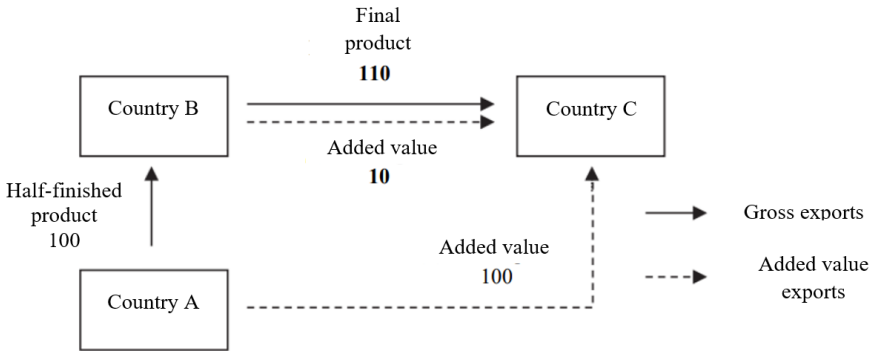 Final
product
110
Country B
Country C
Added value
10
Half-finished
product
100
Added value
100
Gross exports
Added value
exports
Country A